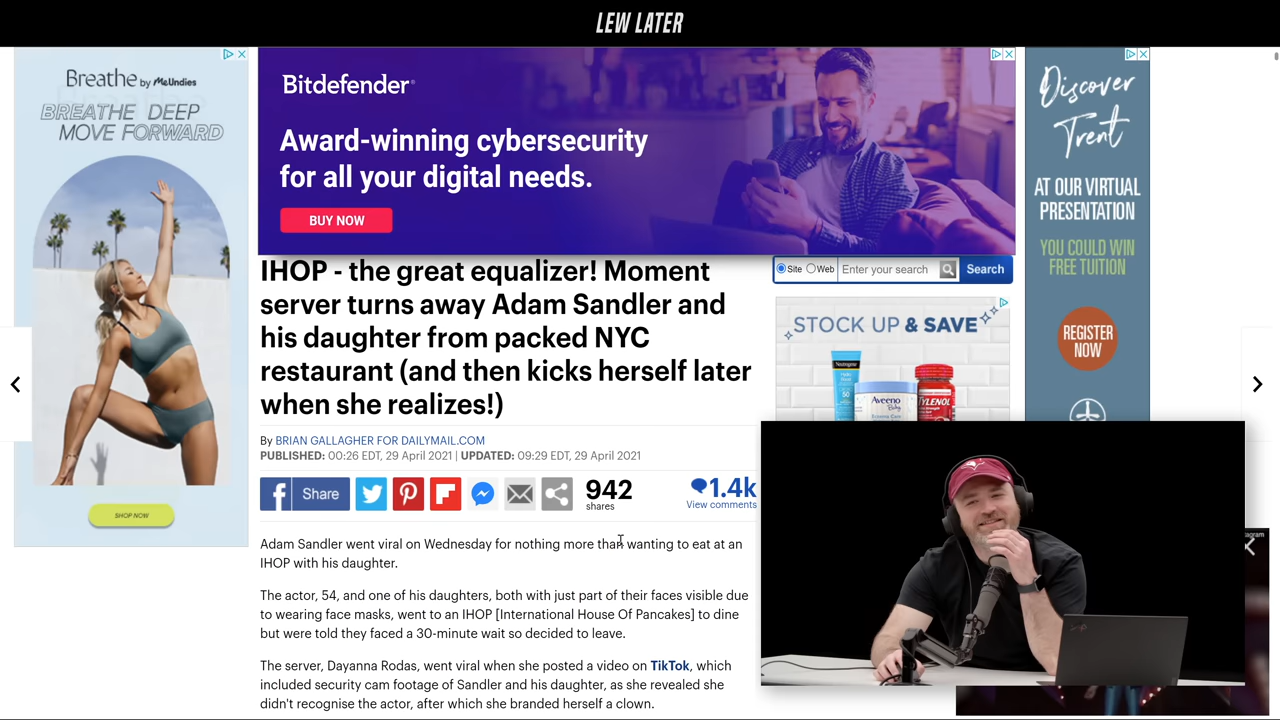 LEW LATER
Breathe by MeUndies
BREATHE DEEP
MOVE FORWARD
SHOP NOW
Bitdefender®
Award-winning cybersecurity
for all your digital needs.
BUY NOW
Discover
Trent
AT OUR VIRTUAL
PRESENTATION
YOU COULD WIN
FREE TUITION
REGISTER
NOW
IHOP - the great equalizer! Moment
server turns away Adam Sandler and
his daughter from packed NYC
restaurant (and then kicks herself later
when she realizes!)
Site Web Enter your search Search
STOCK UP & SAVE
Neutrogena
50
Aveeno
Baby
TYLENOL
By BRIAN GALLAGHER FOR DAILYMAIL.COM
PUBLISHED: 00:26 EDT, 29 April 2021 | UPDATED: 09:29 EDT, 29 April 2021
f Share
942
shares
1.4k
View comments
Adam Sandler went viral on Wednesday for nothing more than wanting to eat at an
IHOP with his daughter.
The actor, 54, and one of his daughters, both with just part of their faces visible due
to wearing face masks, went to an IHOP [International House Of Pancakes] to dine
but were told they faced a 30-minute wait so decided to leave.
The server, Dayanna Rodas, went viral when she posted a video on TikTok, which
included security cam footage of Sandler and his daughter, as she revealed she
didn't recognise the actor, after which she branded herself a clown.